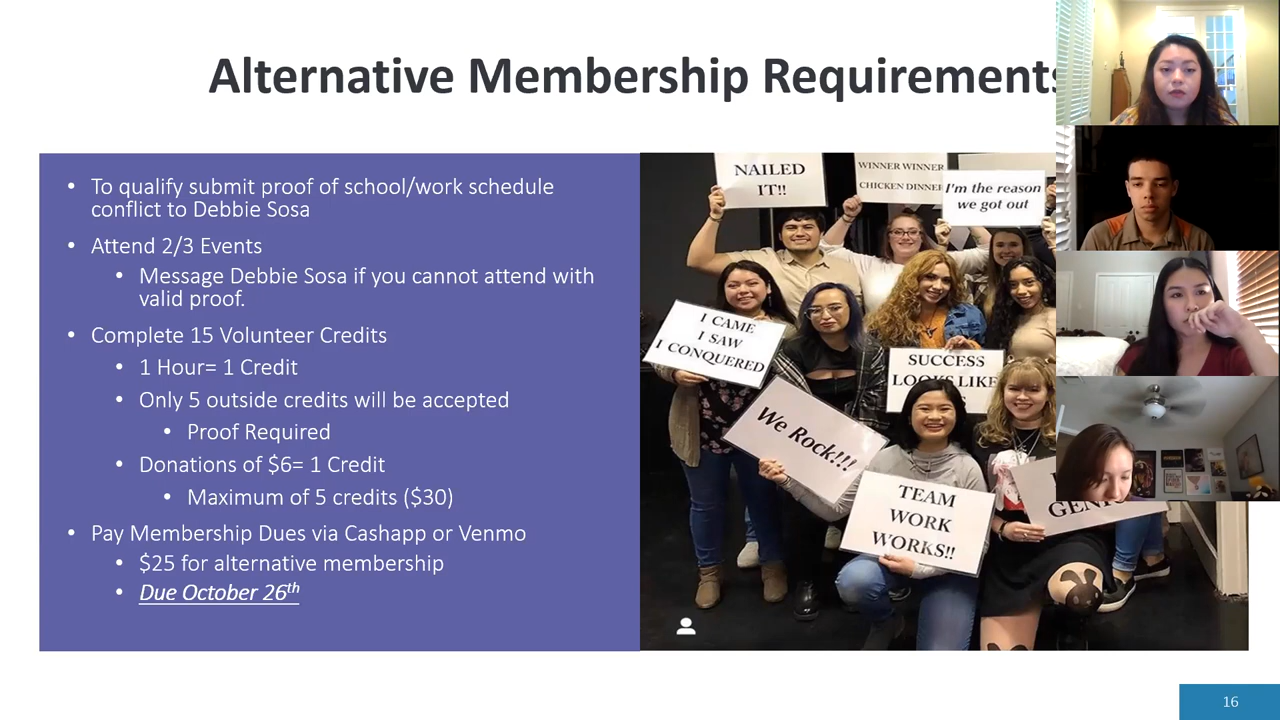 Alternative Membership Requirements
• To qualify submit proof of school/work schedule
conflict to Debbie Sosa
• Attend 2/3 Events
• Message Debbie Sosa if you cannot attend with
valid proof.
• Complete 15 Volunteer Credits
• 1 Hour= 1 Credit
• Only 5 outside credits will be accepted
• Proof Required
• Donations of $6= 1 Credit
• Maximum of 5 credits ($30)
• Pay Membership Dues via Cashapp or Venmo
• $25 for alternative membership
• Due October 26th
NAILED
IT!!
WINNER WINNER
CHICKEN DINNER
I'm the reason
we got out
I CAME
I SAW
I CONQUERED
SUCCESS
LOOKS LIKE
We Rock!!!
TEAM
WORK
WORKS!!
16